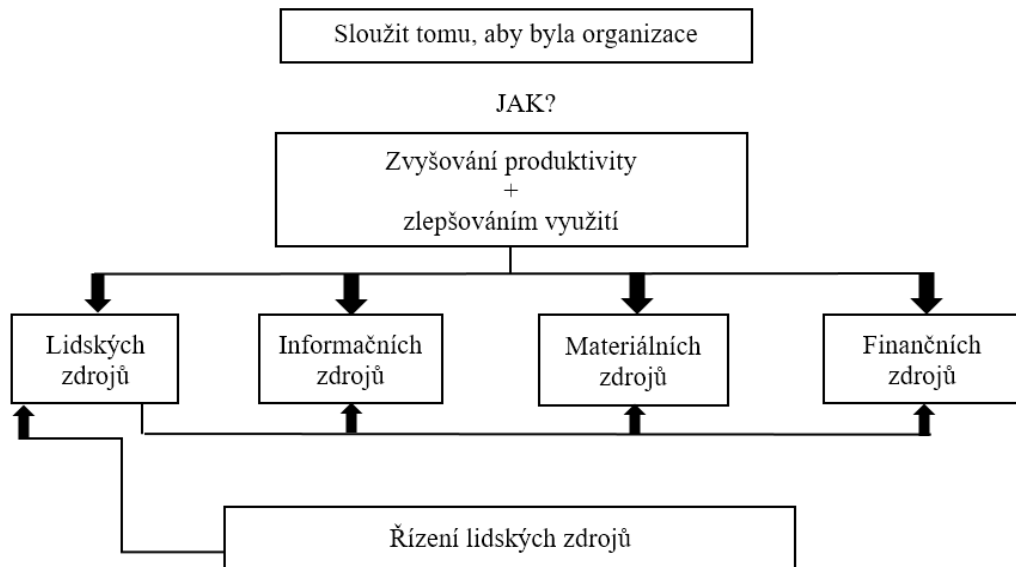 Sloužit tomu, aby byla organizace
JAK?
Zvyšování produktivity
+
zlepšováním využití
Lidských
zdrojů
Informačních
zdrojů
Materiálních
zdrojů
Finančních
zdrojů
Řízení lidských zdrojů